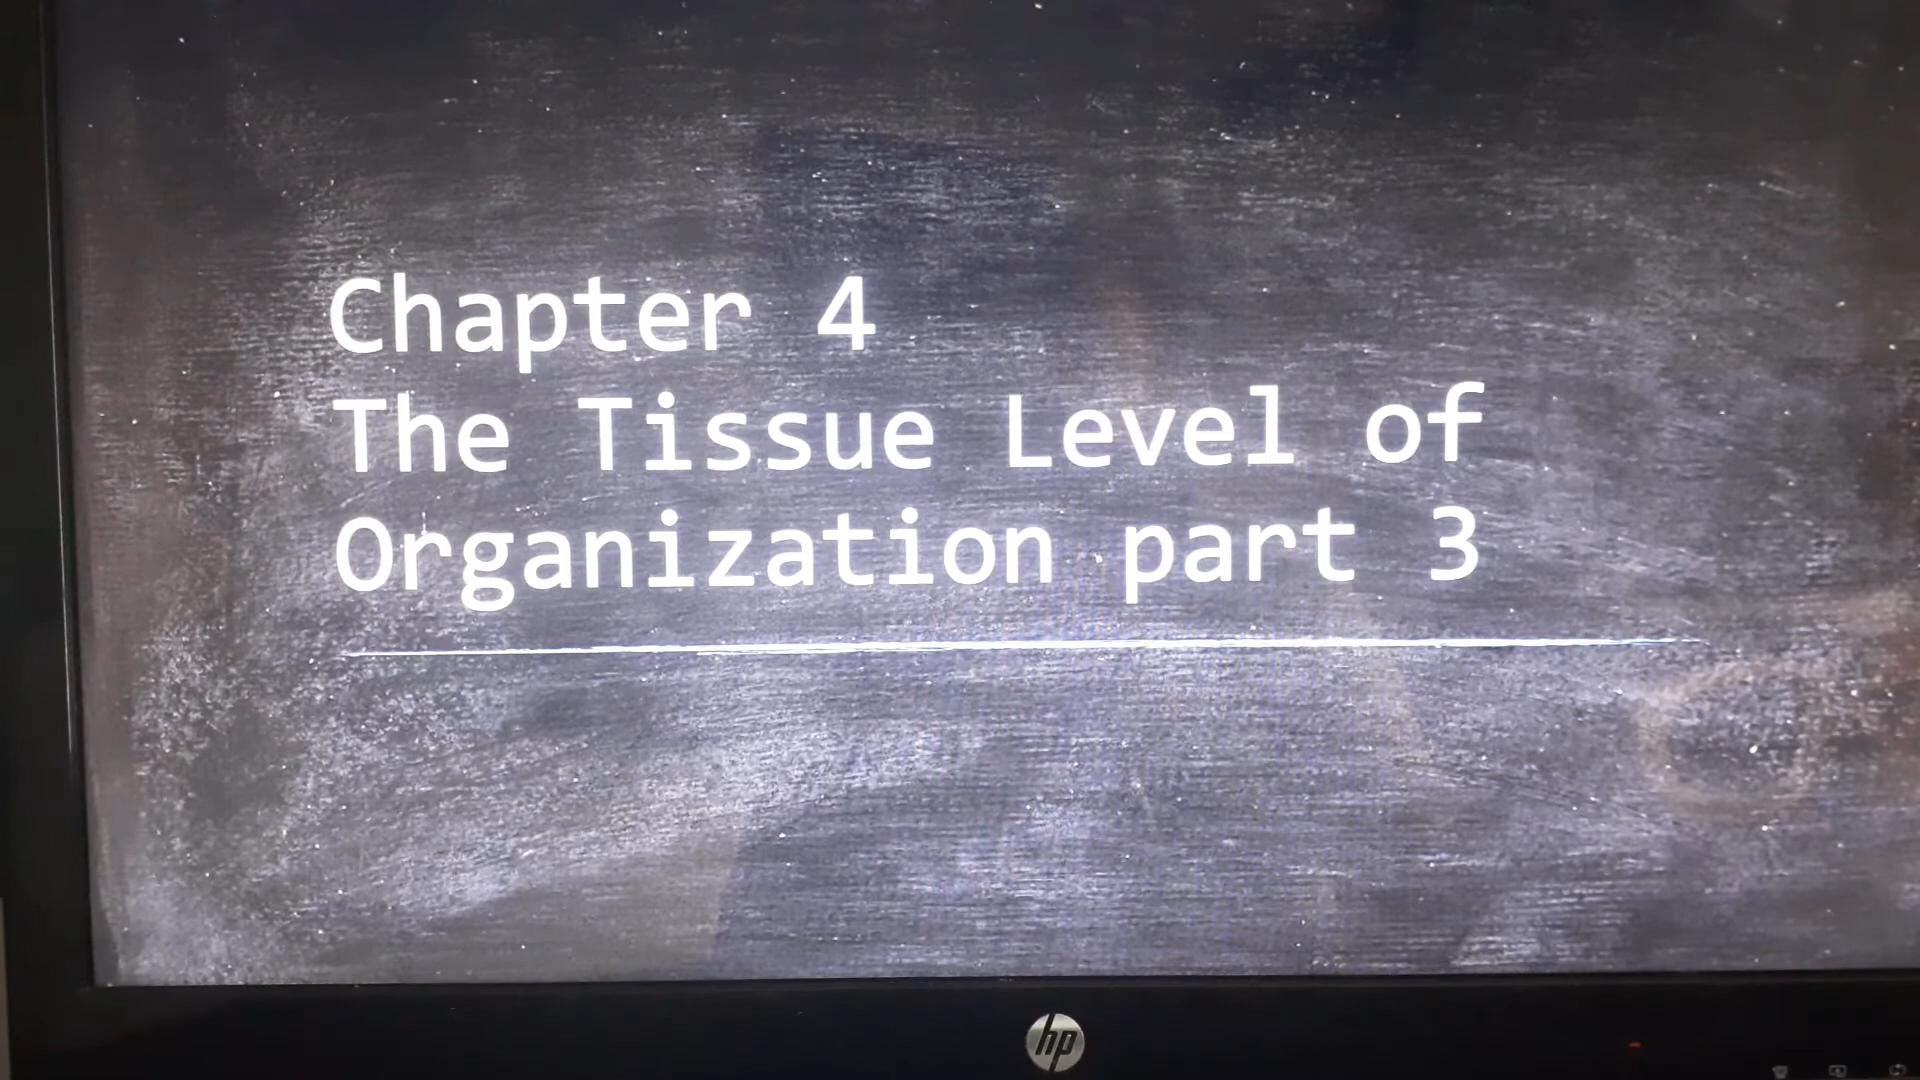 Chapter 4
The Tissue Level of
Organization part 3
hp